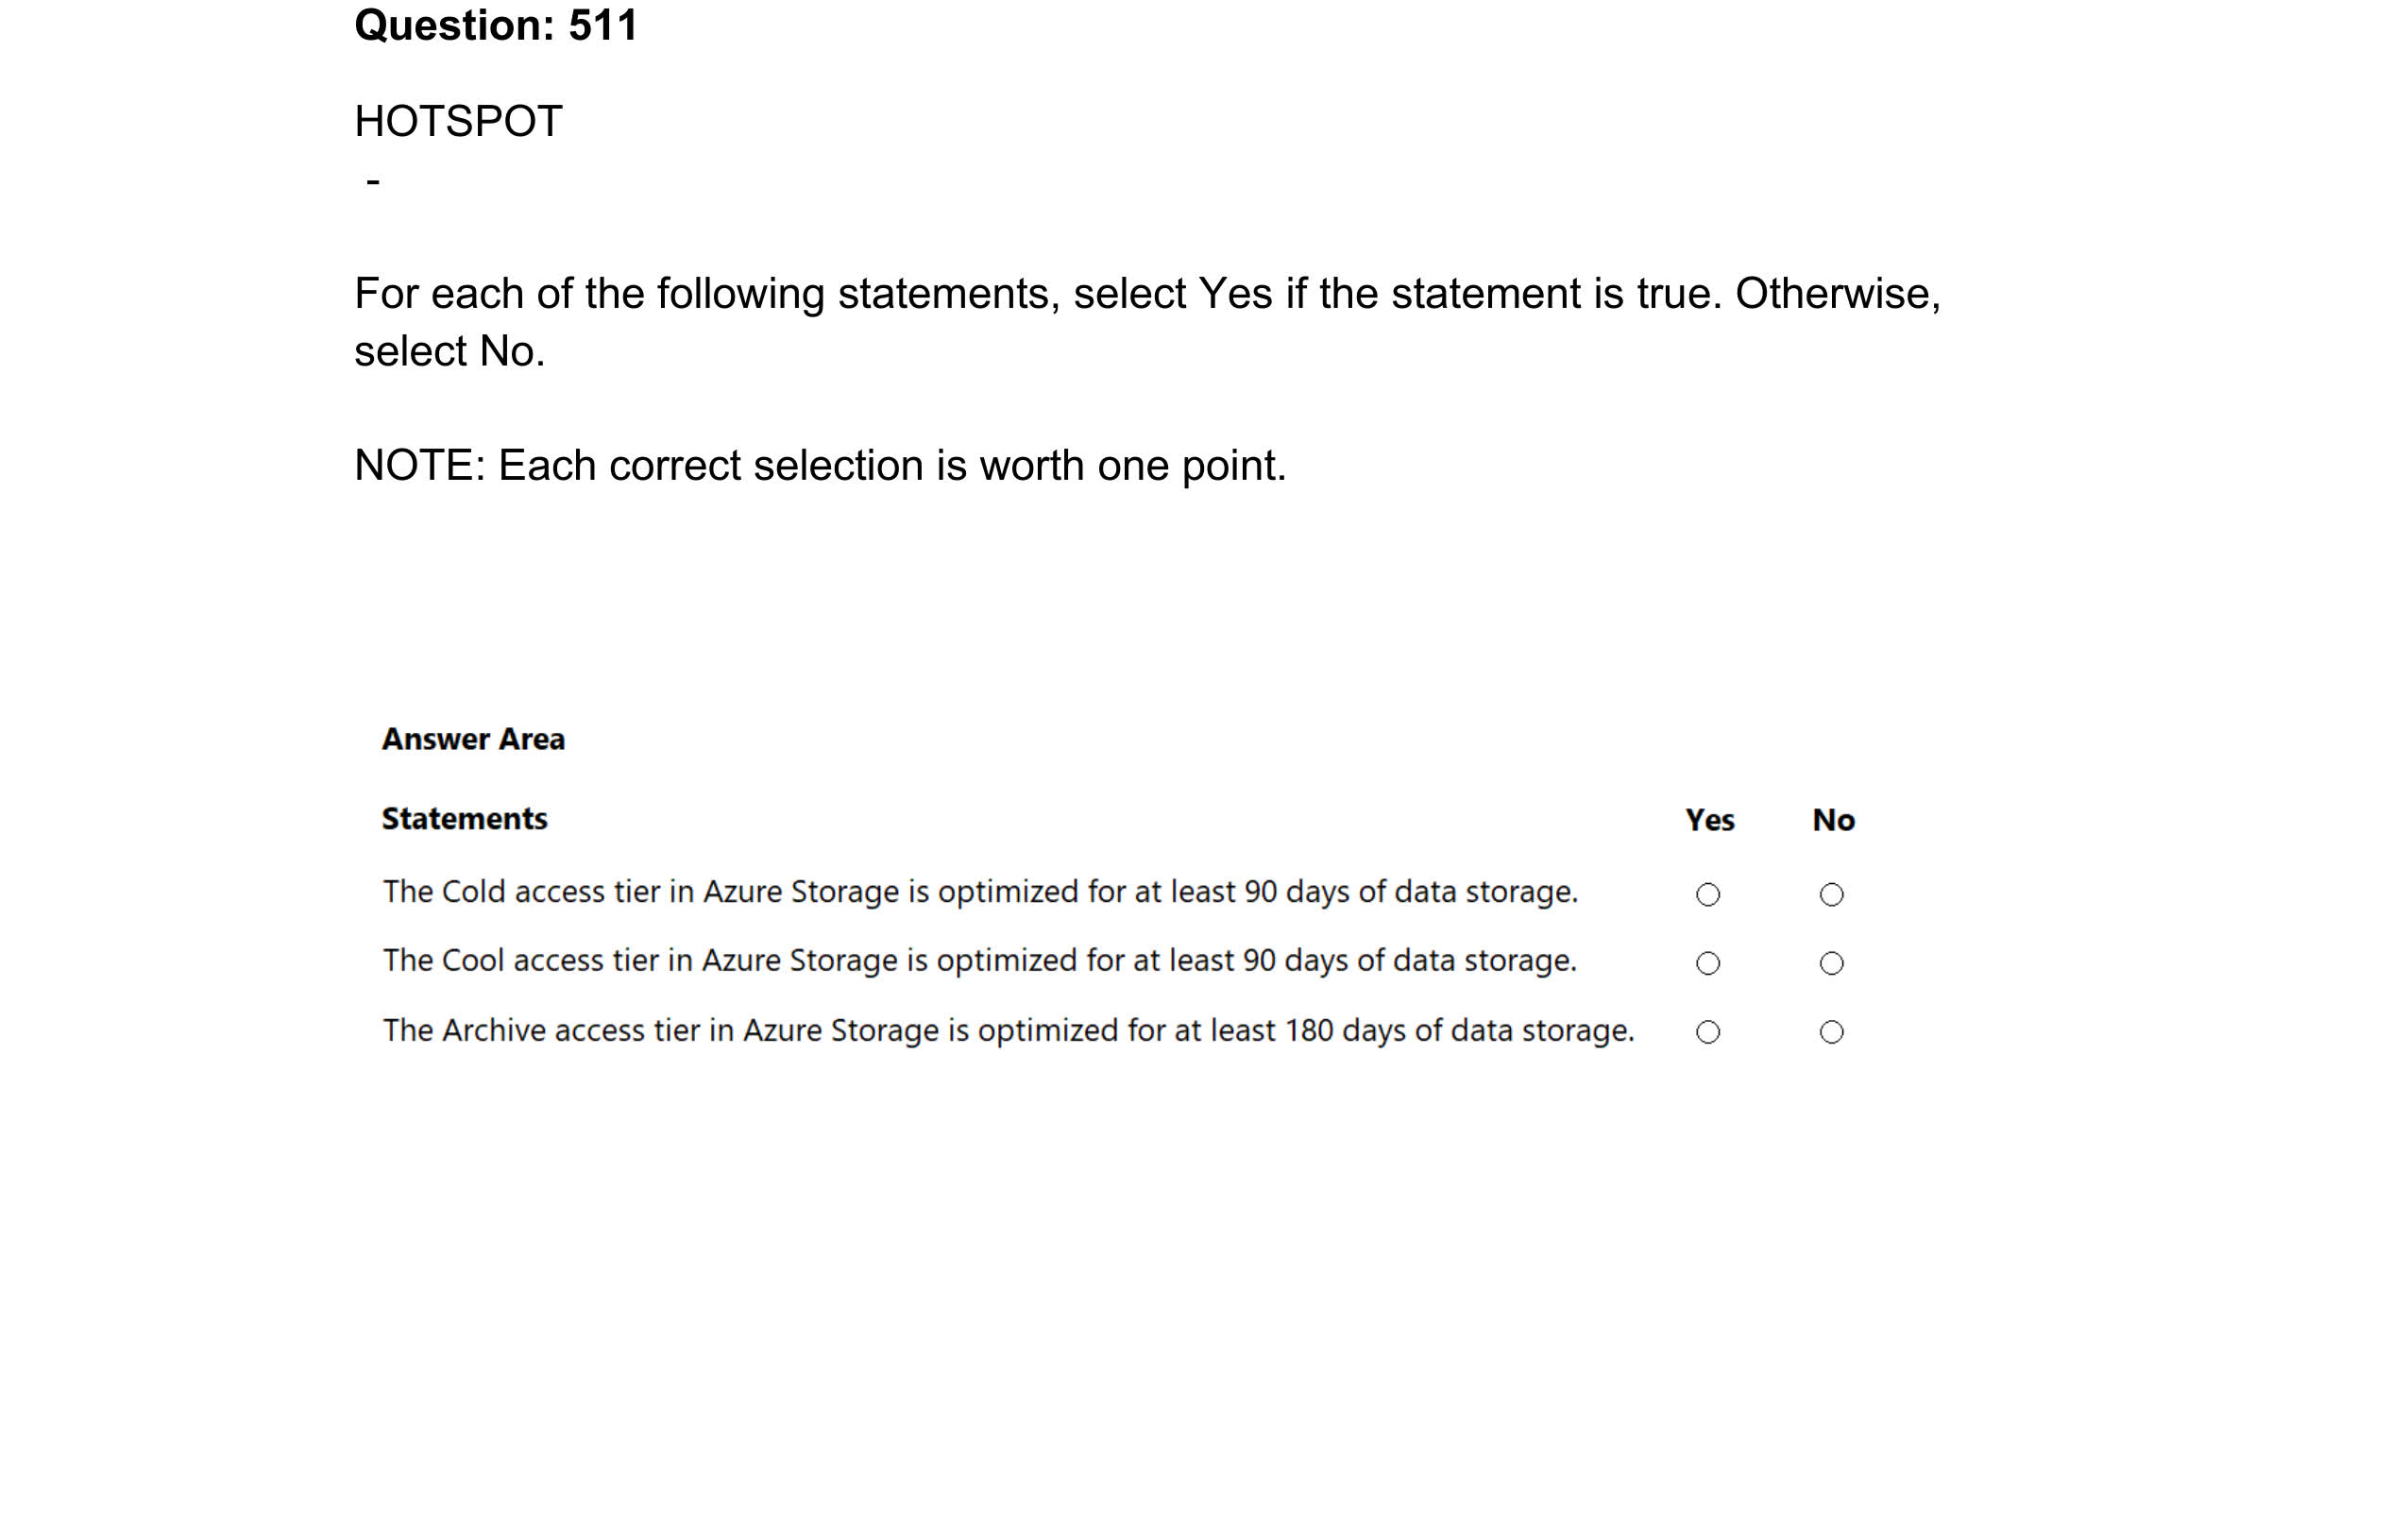 Question: 511
HOTSPOT
-
For each of the following statements, select Yes if the statement is true. Otherwise,
select No.
NOTE: Each correct selection is worth one point.
Answer Area
Statements Yes No
The Cold access tier in Azure Storage is optimized for at least 90 days of data storage.
The Cool access tier in Azure Storage is optimized for at least 90 days of data storage.
The Archive access tier in Azure Storage is optimized for at least 180 days of data storage.